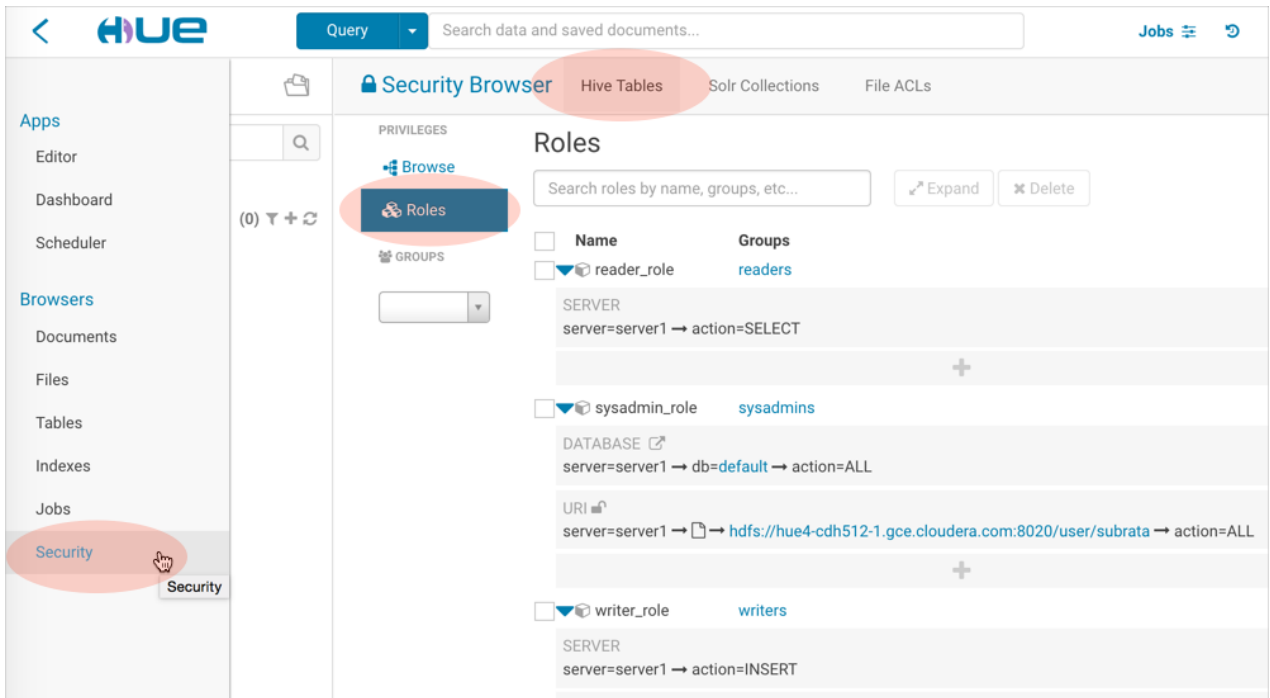 HUE
Query
Search data and saved documents...
Jobs
Apps
Editor
Dashboard
Scheduler
Browsers
Documents
Files
Tables
Indexes
Jobs
Security
Security
(0)
Security Browser
Hive Tables
Solr Collections
File ACLs
PRIVILEGES
Browse
Roles
GROUPS
Roles
Search roles by name, groups, etc...
Expand
Delete
Name Groups
reader_role readers
SERVER
server=server1 → action=SELECT
sysadmin_role sysadmins
DATABASE
server=server1 → db=default → action=ALL
URI
server=server1 → → hdfs://hue4-cdh512-1.gce.cloudera.com:8020/user/subrata → action=ALL
writer_role writers
SERVER
server=server1 → action=INSERT